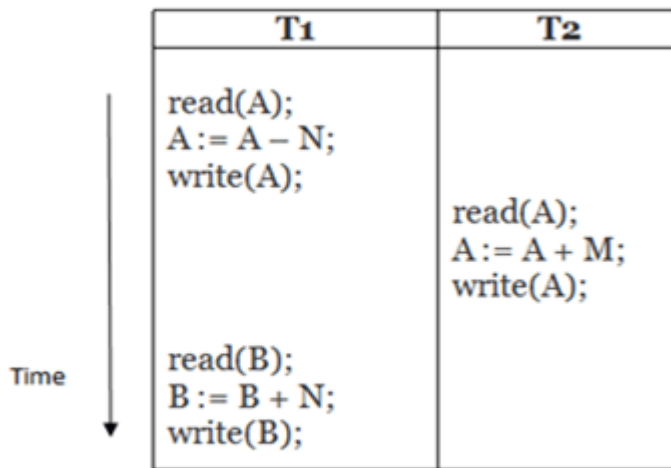 T1 T2
read(A);
A := A – N;
write(A);
read(A);
A := A + M;
write(A);
read(B);
Time
B := B + N;
write(B);